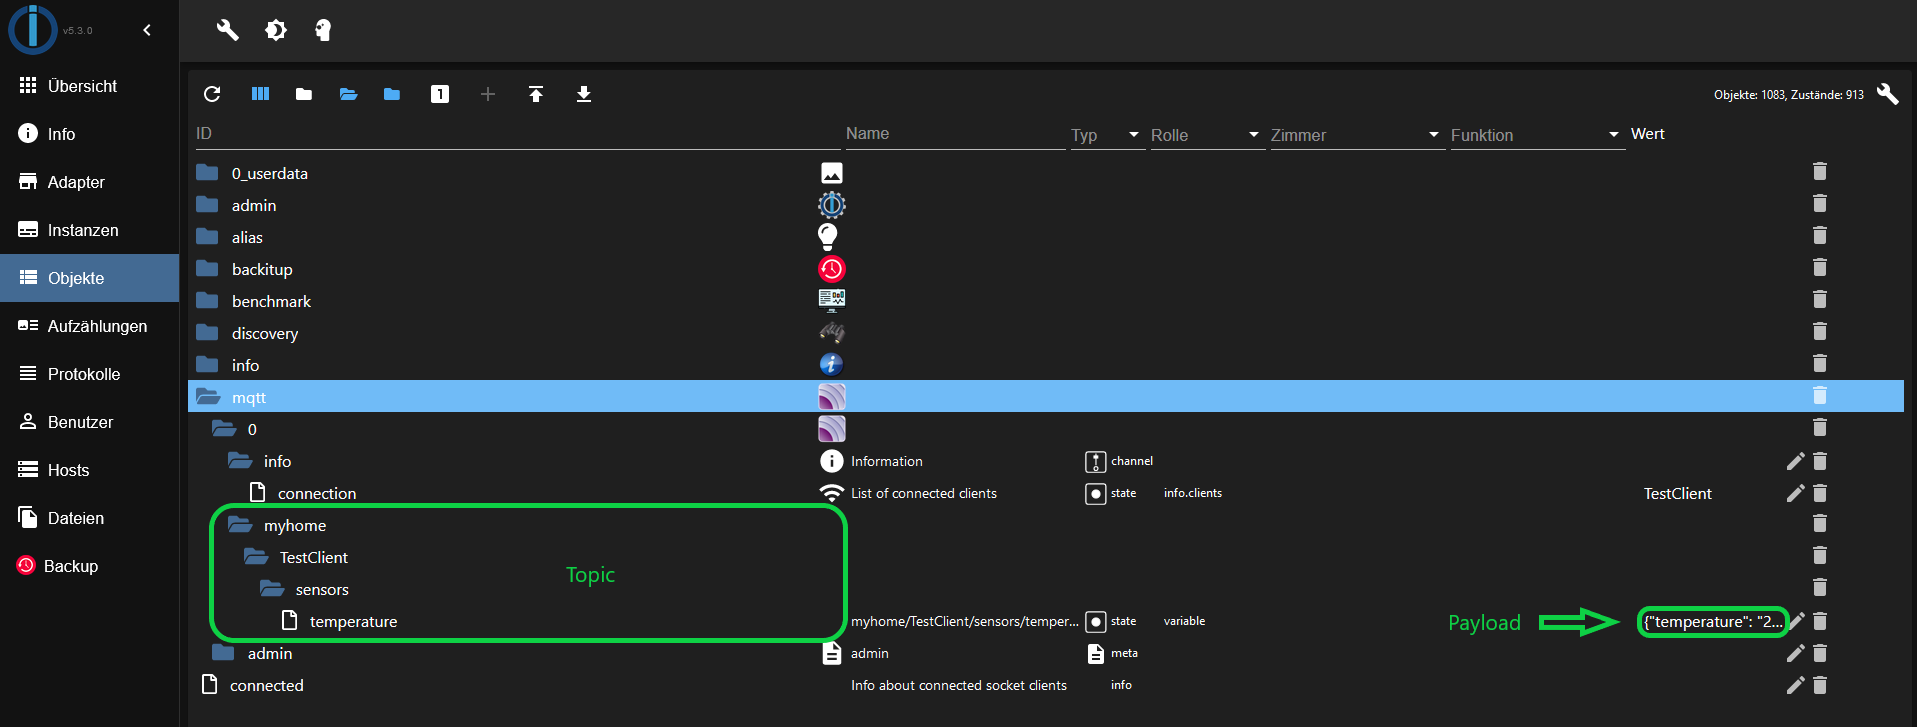 v5.3.0
Übersicht
Info
Adapter
Instanzen
Objekte
Aufzählungen
Protokolle
Benutzer
Hosts
Dateien
Backup
1
Objekte: 1083, Zustände: 913
ID Name Typ Rolle Zimmer Funktion Wert
0_userdata
admin
alias
backitup
benchmark
discovery
info
mqtt
0
info Information channel
connection List of connected clients state info.clients TestClient
myhome
TestClient
Topic
sensors
temperature myhome/TestClient/sensors/temper... state variable Payload {"temperature": "2...
admin admin meta
connected Info about connected socket clients info